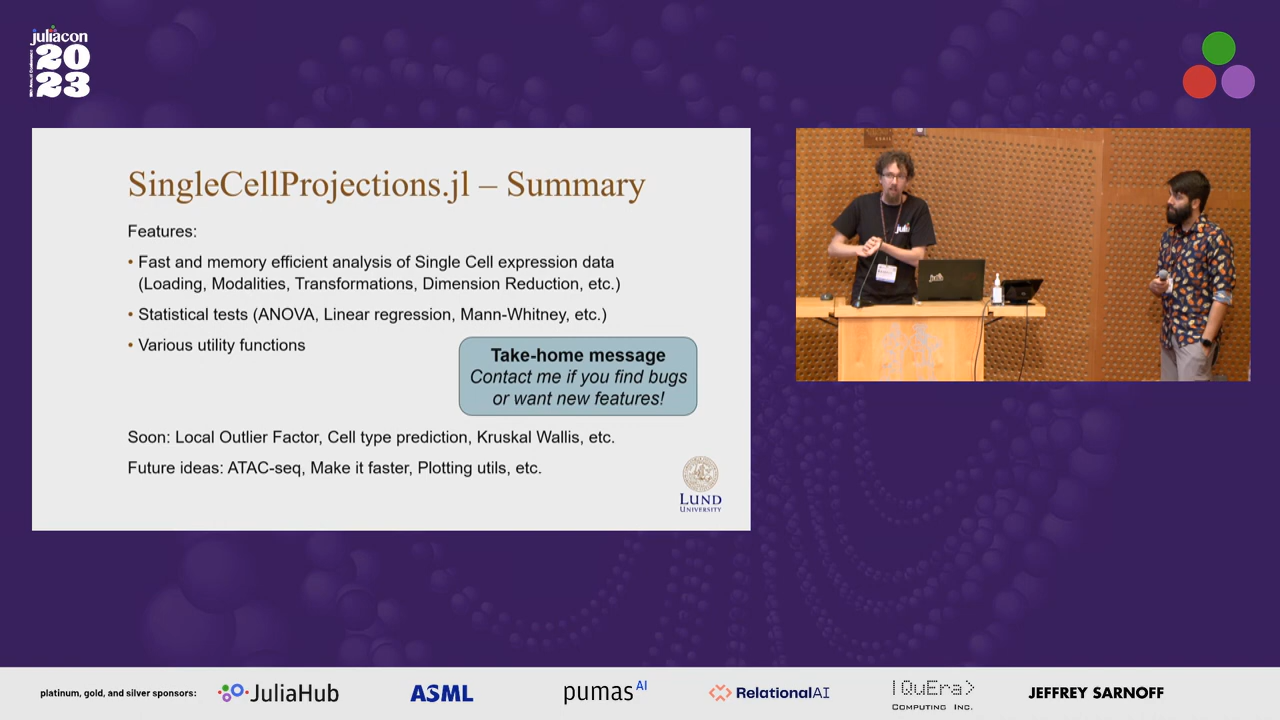 juliacon
20
23
SingleCellProjections.jl – Summary
Features:
• Fast and memory efficient analysis of Single Cell expression data
(Loading, Modalities, Transformations, Dimension Reduction, etc.)
• Statistical tests (ANOVA, Linear regression, Mann-Whitney, etc.)
• Various utility functions
Take-home message
Contact me if you find bugs
or want new features!
Soon: Local Outlier Factor, Cell type prediction, Kruskal Wallis, etc.
Future ideas: ATAC-seq, Make it faster, Plotting utils, etc.
LUND
UNIVERSITY
julia
julia
platinum, gold, and silver sponsors:
JuliaHub
ASML
pumas AI
RelationalAI
|QuEra>
COMPUTING INC.
JEFFREY SARNOFF